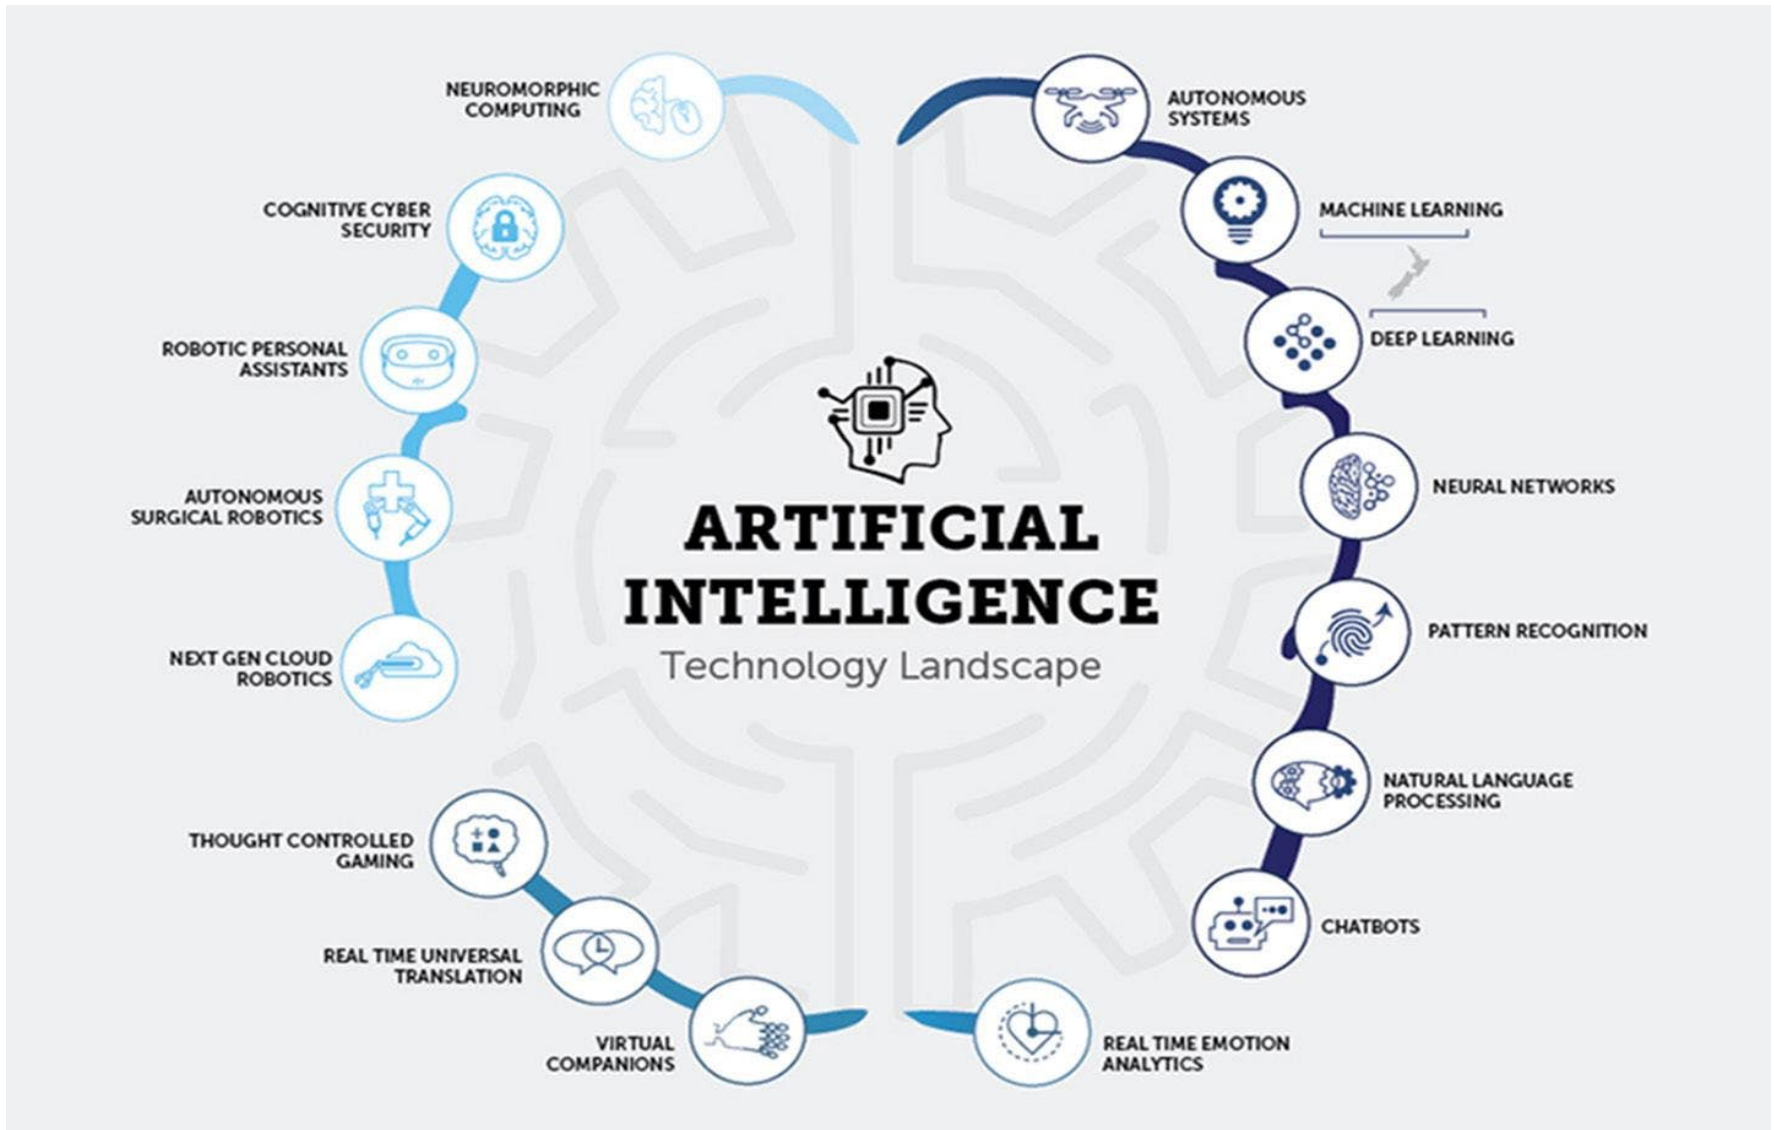 NEUROMORPHIC
COMPUTING
AUTONOMOUS
SYSTEMS
COGNITIVE CYBER
SECURITY
MACHINE LEARNING
ROBOTIC PERSONAL
ASSISTANTS
DEEP LEARNING
AUTONOMOUS
SURGICAL ROBOTICS
NEURAL NETWORKS
ARTIFICIAL
INTELLIGENCE
Technology Landscape
NEXT GEN CLOUD
ROBOTICS
PATTERN RECOGNITION
NATURAL LANGUAGE
PROCESSING
THOUGHT CONTROLLED
GAMING
CHATBOTS
REAL TIME UNIVERSAL
TRANSLATION
VIRTUAL
COMPANIONS
REAL TIME EMOTION
ANALYTICS